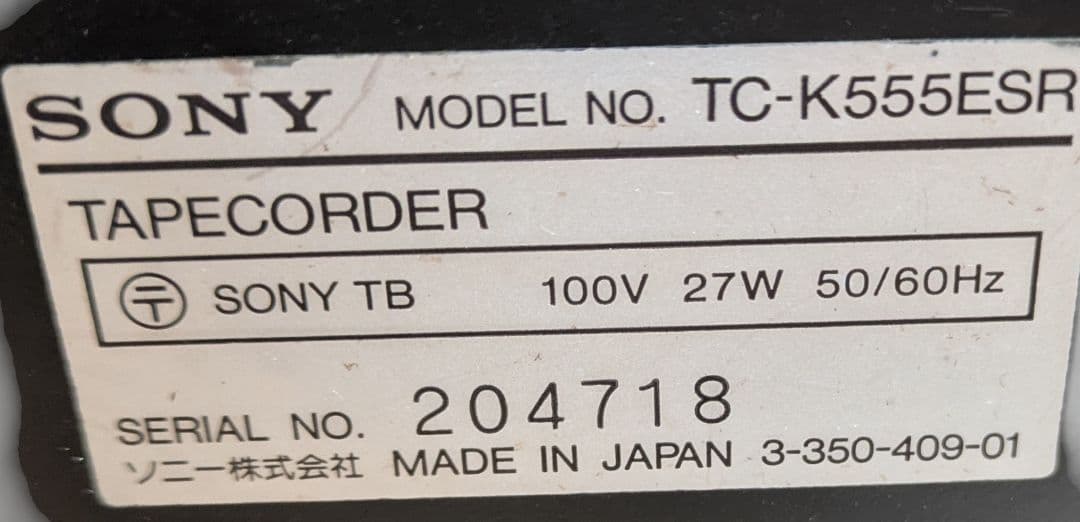 SONY MODEL NO. TC-K555ESR
TAPECORDER
〒 SONY TB 100V 27W 50/60Hz
SERIAL NO. 204718
ソニー株式会社 MADE IN JAPAN 3-350-409-01